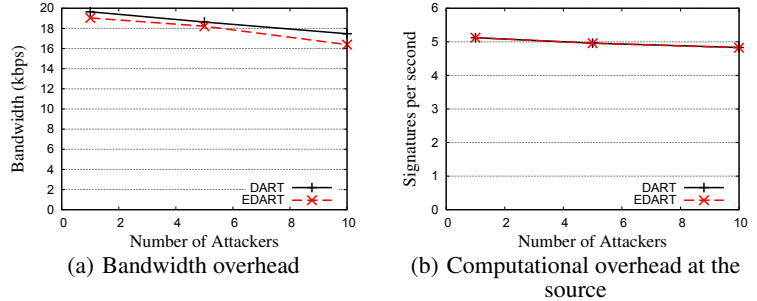 20
18
16
14
12
10
8
6
4
2
0
Bandwidth (kbps)
DART
EDART
0 2 4 6 8 10
Number of Attackers
(a) Bandwidth overhead
6
5
4
3
2
1
0
Signatures per second
DART
EDART
0 2 4 6 8 10
Number of Attackers
(b) Computational overhead at the
source